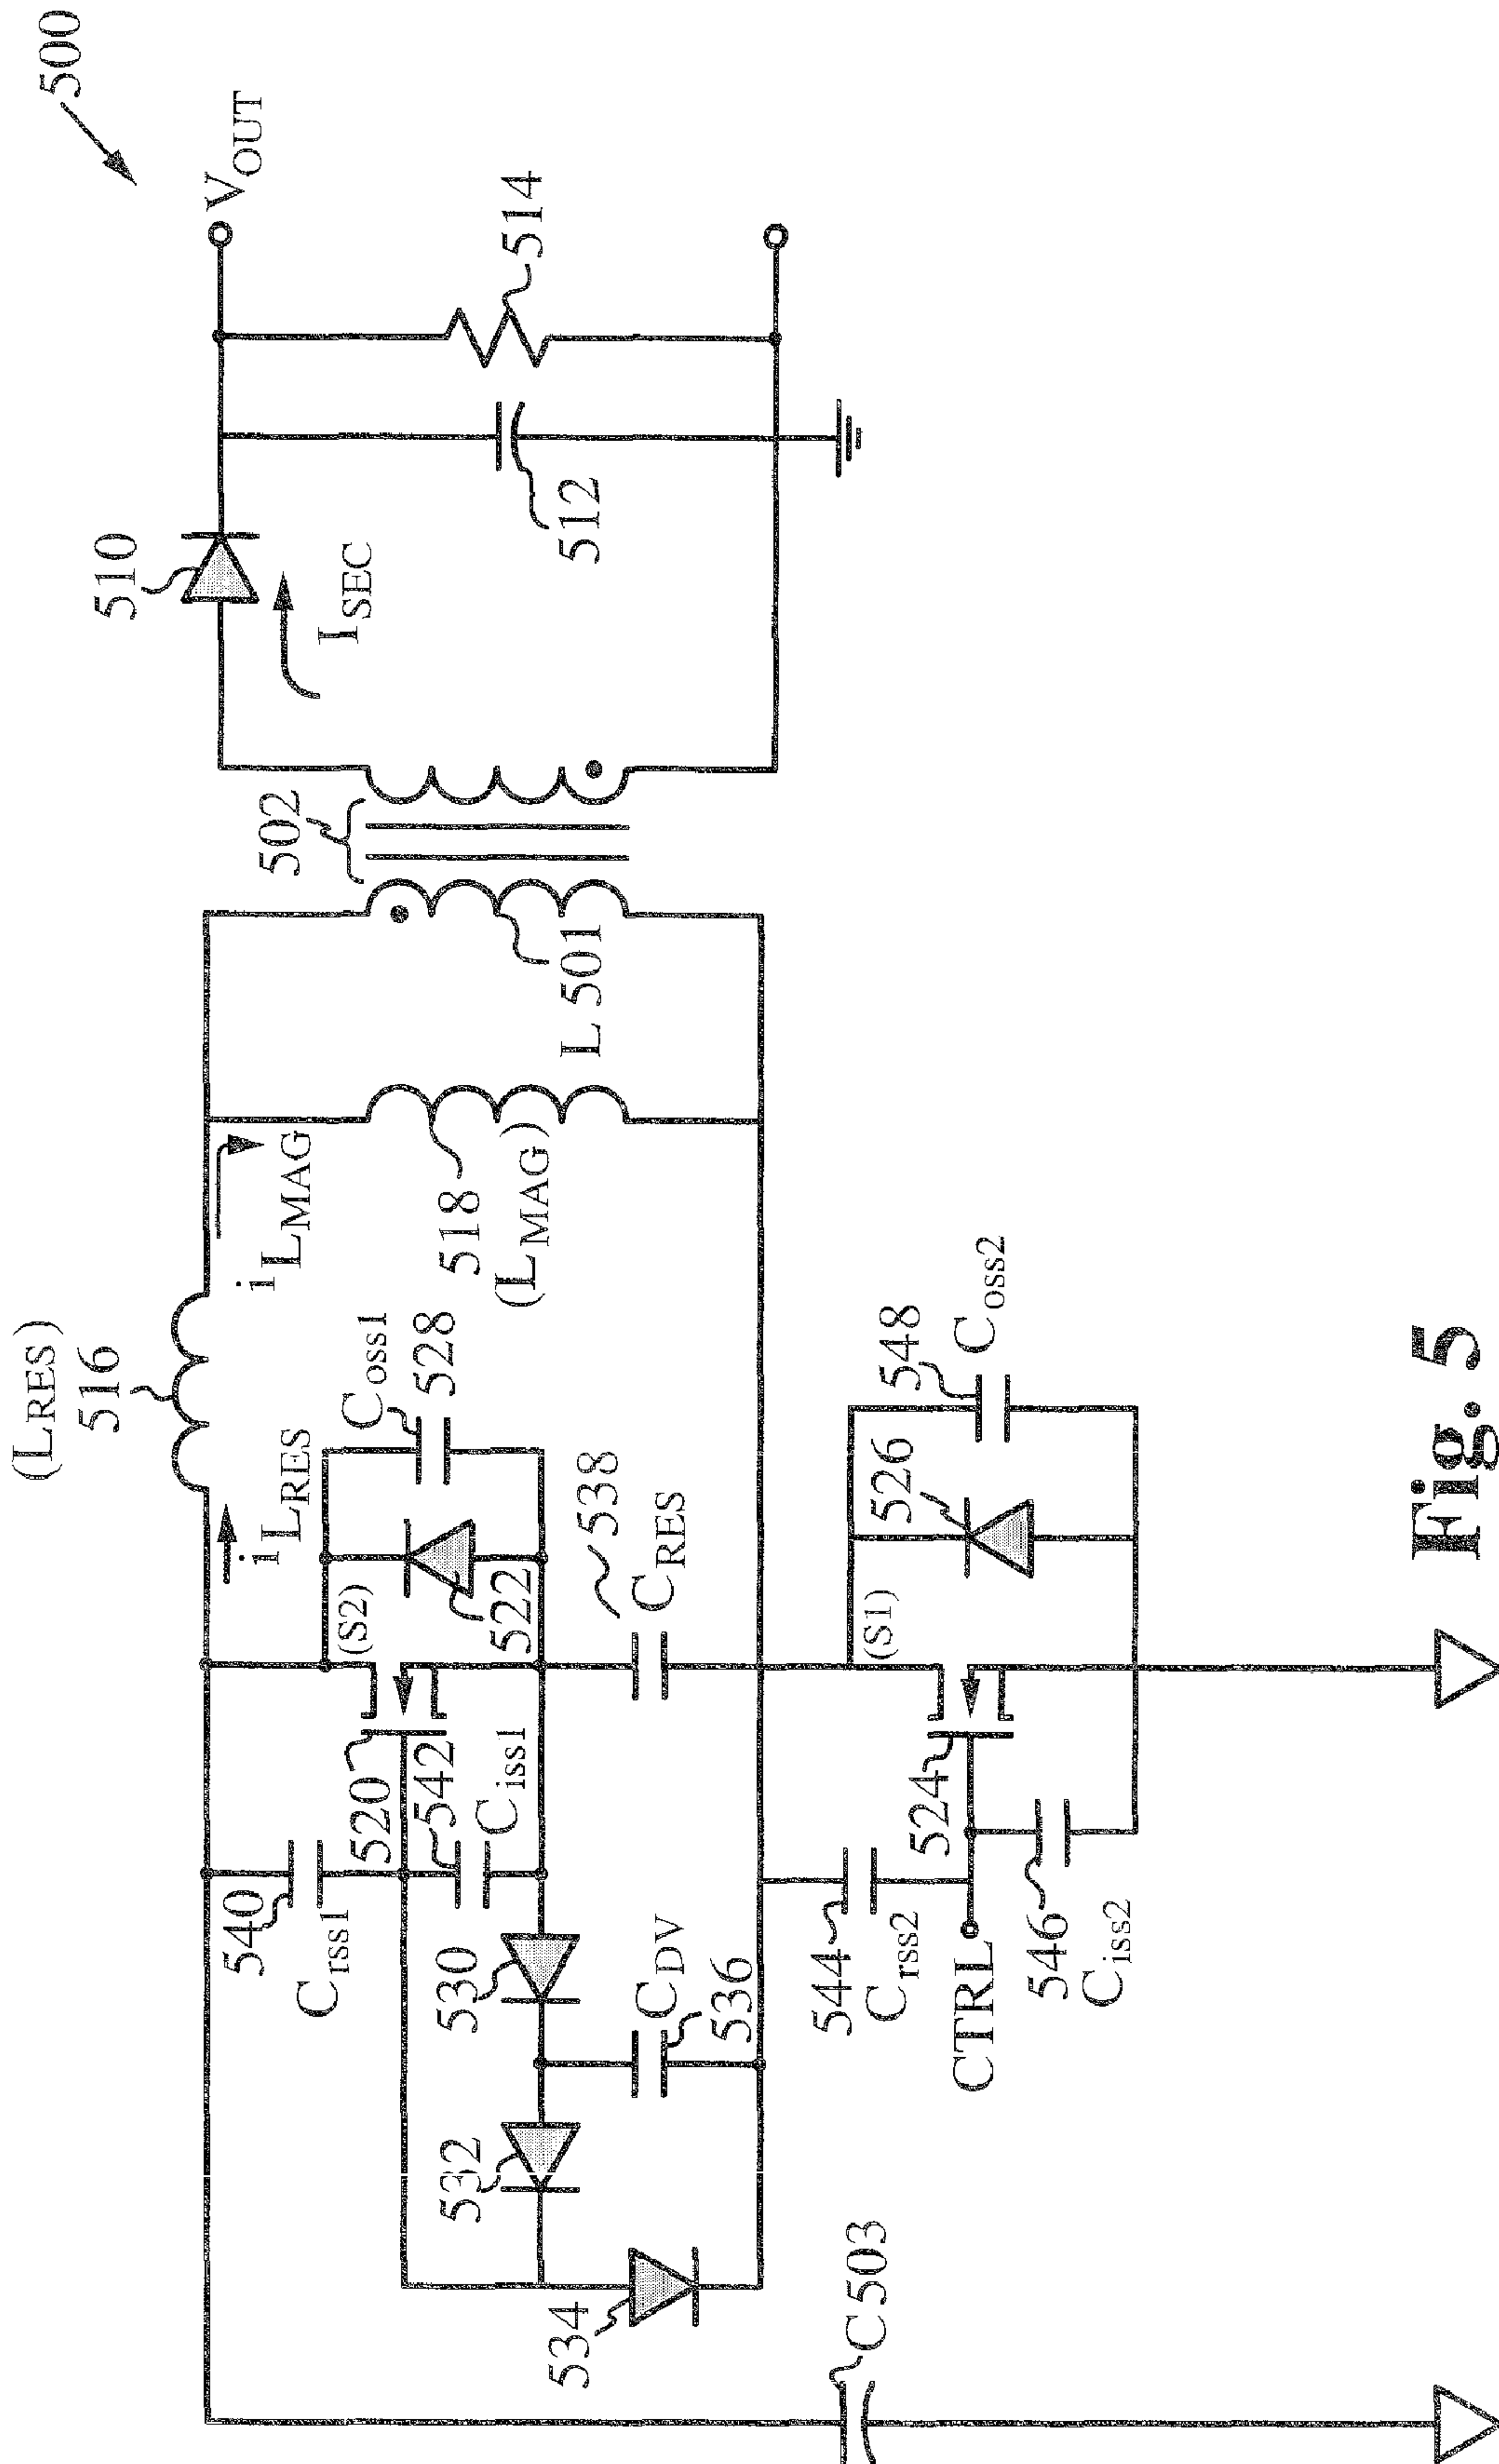 500
(LRES)
516
iLRES
iLMAG
510
VOUT
ISEC
502
514
512
L 501
518
(LMAG)
Coss1
528
(S2)
522
538
CRES
540
Crss1
520
542
Ciss1
530
532
534
CDV
536
C503
544
Crss2
CTRL
524
546
Ciss2
(S1)
526
548
Coss2
Fig. 5